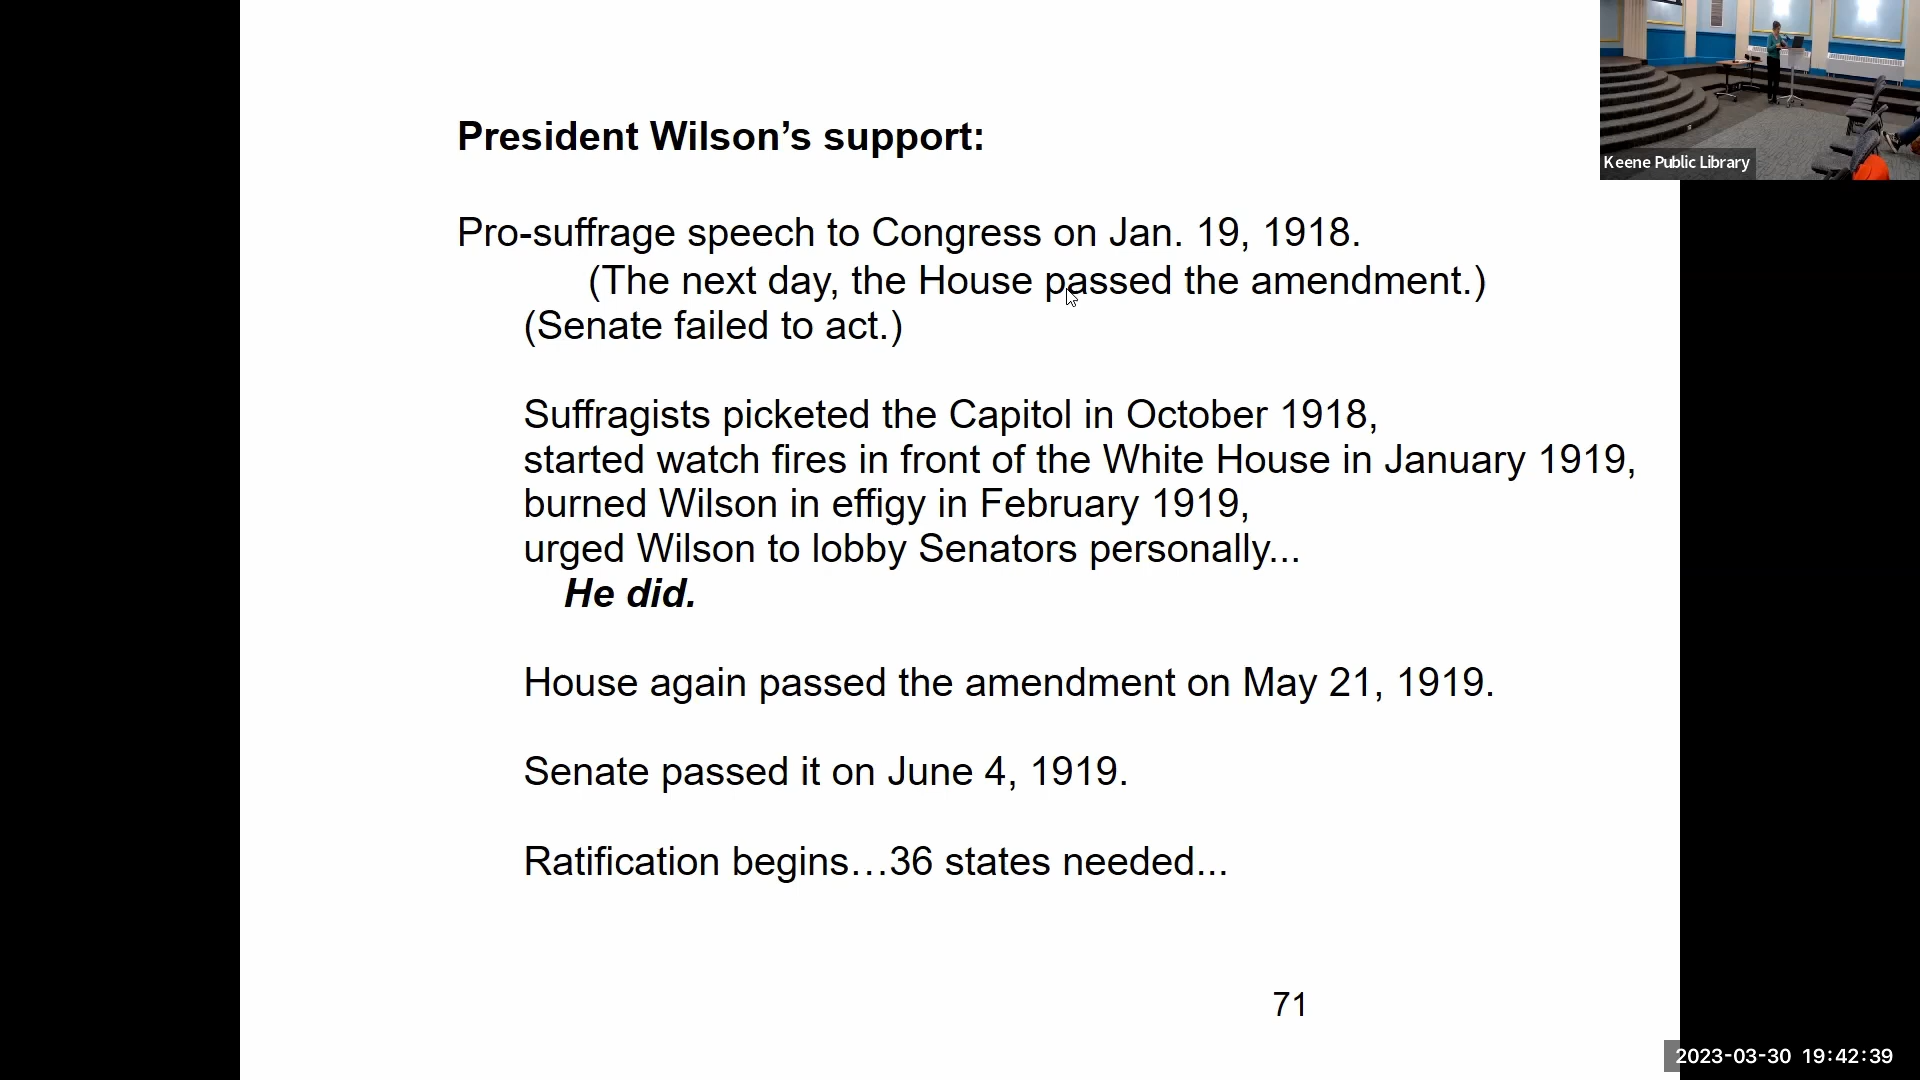 President Wilson’s support:
Pro-suffrage speech to Congress on Jan. 19, 1918.
(The next day, the House passed the amendment.)
(Senate failed to act.)
Suffragists picketed the Capitol in October 1918,
started watch fires in front of the White House in January 1919,
burned Wilson in effigy in February 1919,
urged Wilson to lobby Senators personally...
He did.
House again passed the amendment on May 21, 1919.
Senate passed it on June 4, 1919.
Ratification begins…36 states needed...
71
Keene Public Library
2023-03-30 19:42:39